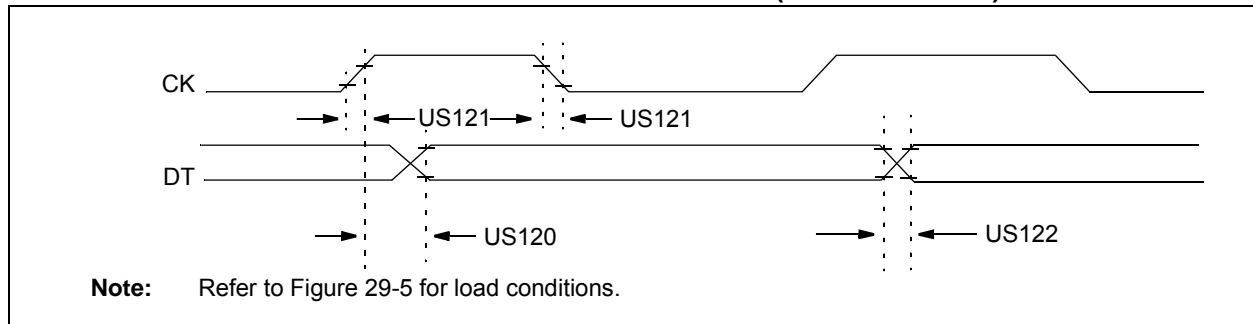 CK
US121 US121
DT
US120 US122
Note: Refer to Figure 29-5 for load conditions.